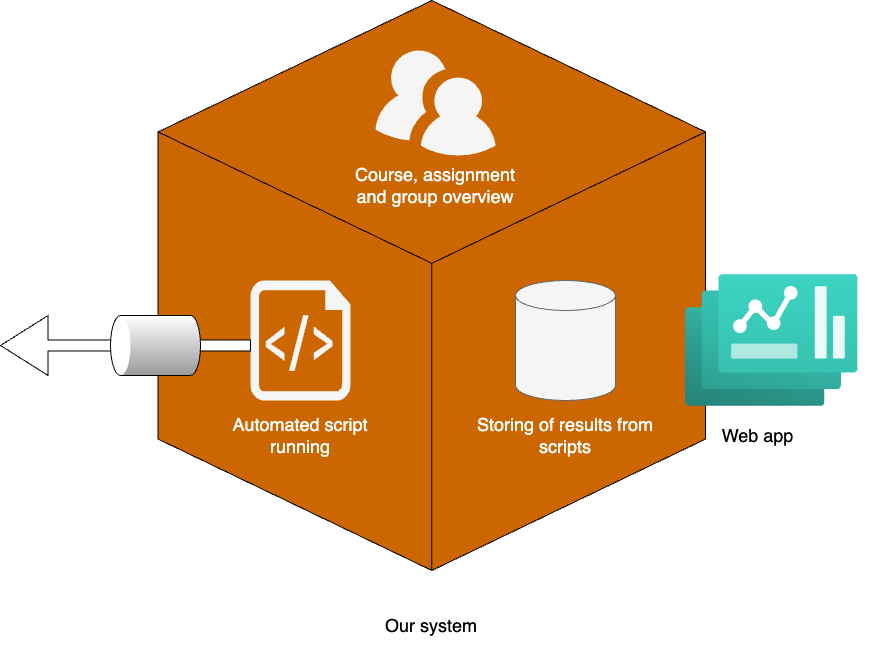 Course, assignment
and group overview
</>
Automated script
running
Storing of results from
scripts
Web app
Our system